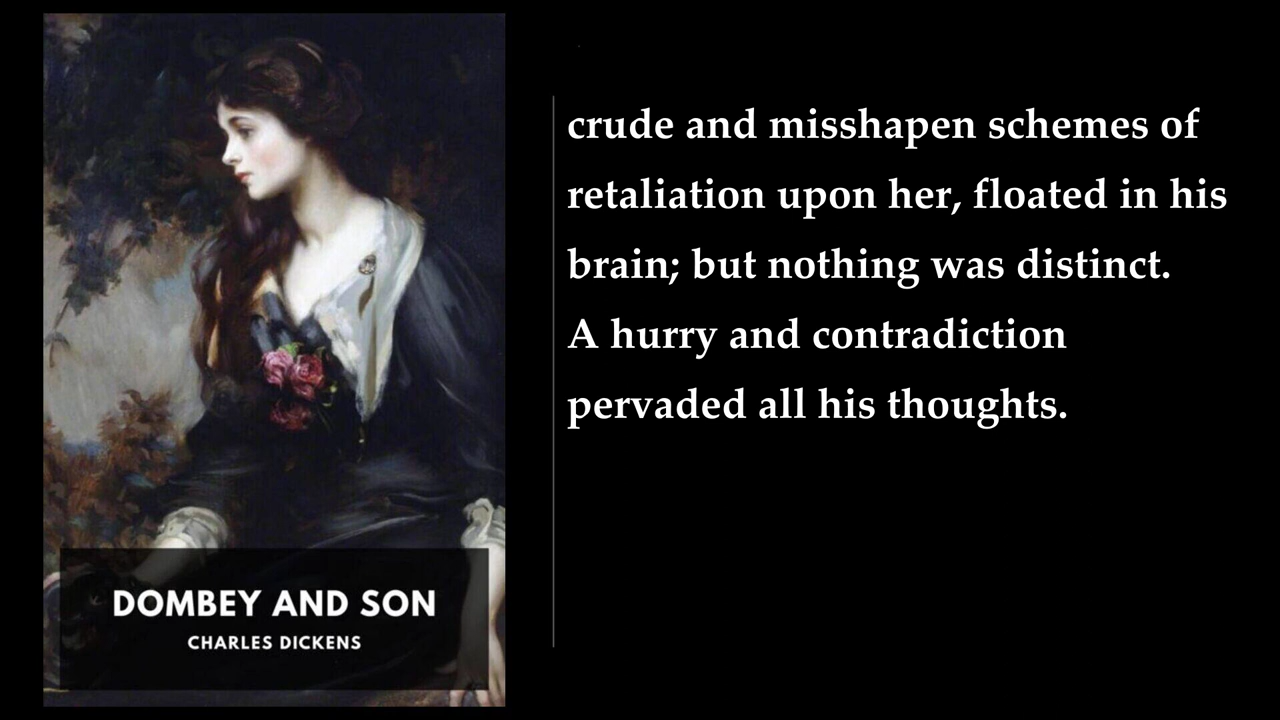 DOMBEY AND SON
CHARLES DICKENS
crude and misshapen schemes of
retaliation upon her, floated in his
brain; but nothing was distinct.
A hurry and contradiction
pervaded all his thoughts.